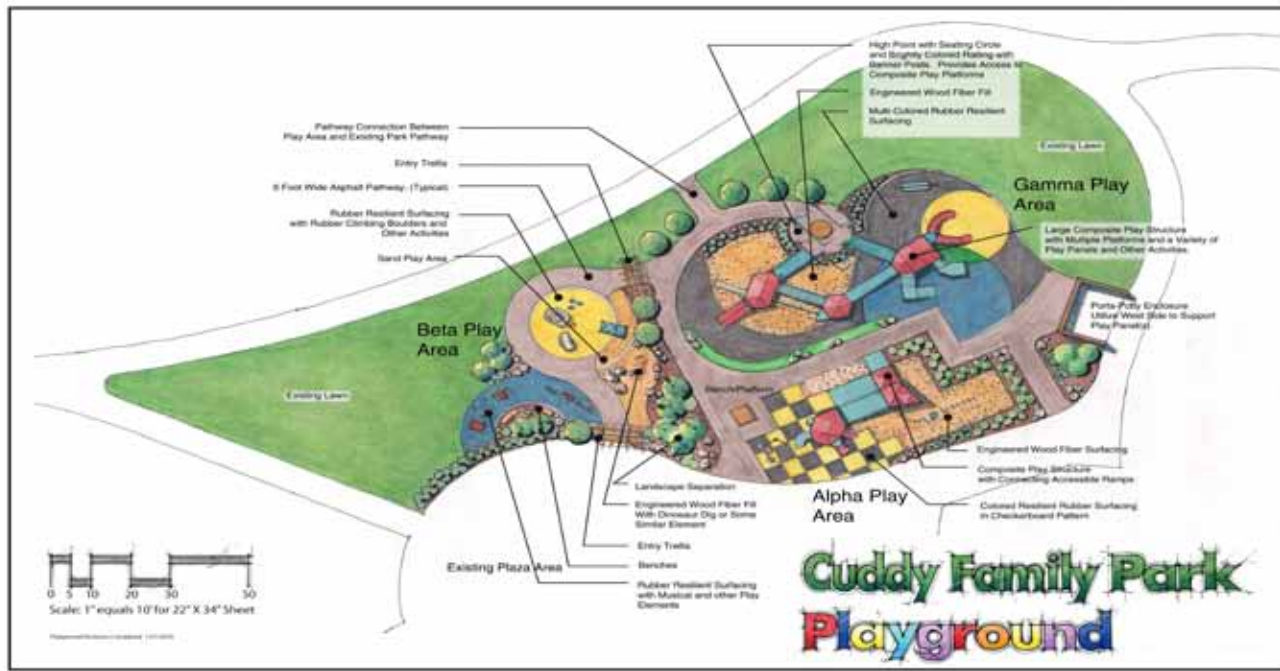 High Point with Seating Circle
and Brightly Colored Railing with
Banner Posts. Provides Access to
Composite Play Platforms
Engineered Wood Fiber Fill
Multi-Colored Rubber Resilient
Surfacing
Existing Lawn
Gamma Play
Area
Large Composite Play Structure
with Multiple Platforms and a Variety of
Play Panels and Other Activities.
Porta-Potty Enclosure
Utilize West Side to Support
Play Panel(s)
Pathway Connection Between
Play Area and Existing Park Pathway
Entry Trellis
Foot Wide Asphalt Pathway. (Typical)
Rubber Resilient Surfacing
with Rubber Climbing Boulders and
Other Activities
Sand Play Area
Beta Play
Area
Existing Lawn
Bench/Platform
Engineered Wood Fiber Surfacing
Composite Play Structure
with Connecting Accessible Ramps
Colored Resilient Rubber Surfacing
in Checkerboard Pattern
Alpha Play
Area
Landscape Separation
Engineered Wood Fiber Fill
With Dinosaur Dig or Some
Similar Element
Entry Trellis
Benches
Rubber Resilient Surfacing
with Musical and other Play
Elements
Existing Plaza Area
0 5 10 20 30 50
Scale: 1" equals 10' for 22" X 34" Sheet
Cuddy Family Park
Playground